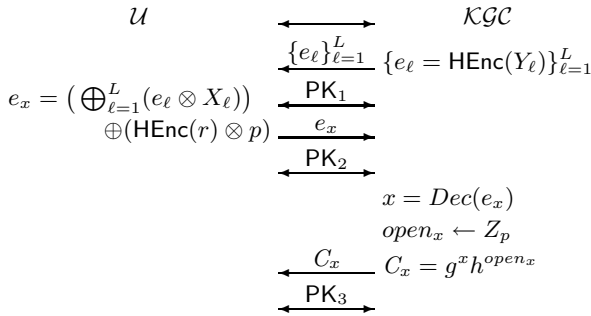 𝒰 𝒦𝒢𝒞
{e_ℓ}_{ℓ=1}^L {e_ℓ = HEnc(Y_ℓ)}_{ℓ=1}^L
e_x = (⨁_{ℓ=1}^L (e_ℓ ⊗ X_ℓ)) PK_1
⊕(HEnc(r) ⊗ p) e_x
PK_2
x = Dec(e_x)
open_x ← Z_p
C_x C_x = g^x h^{open_x}
PK_3